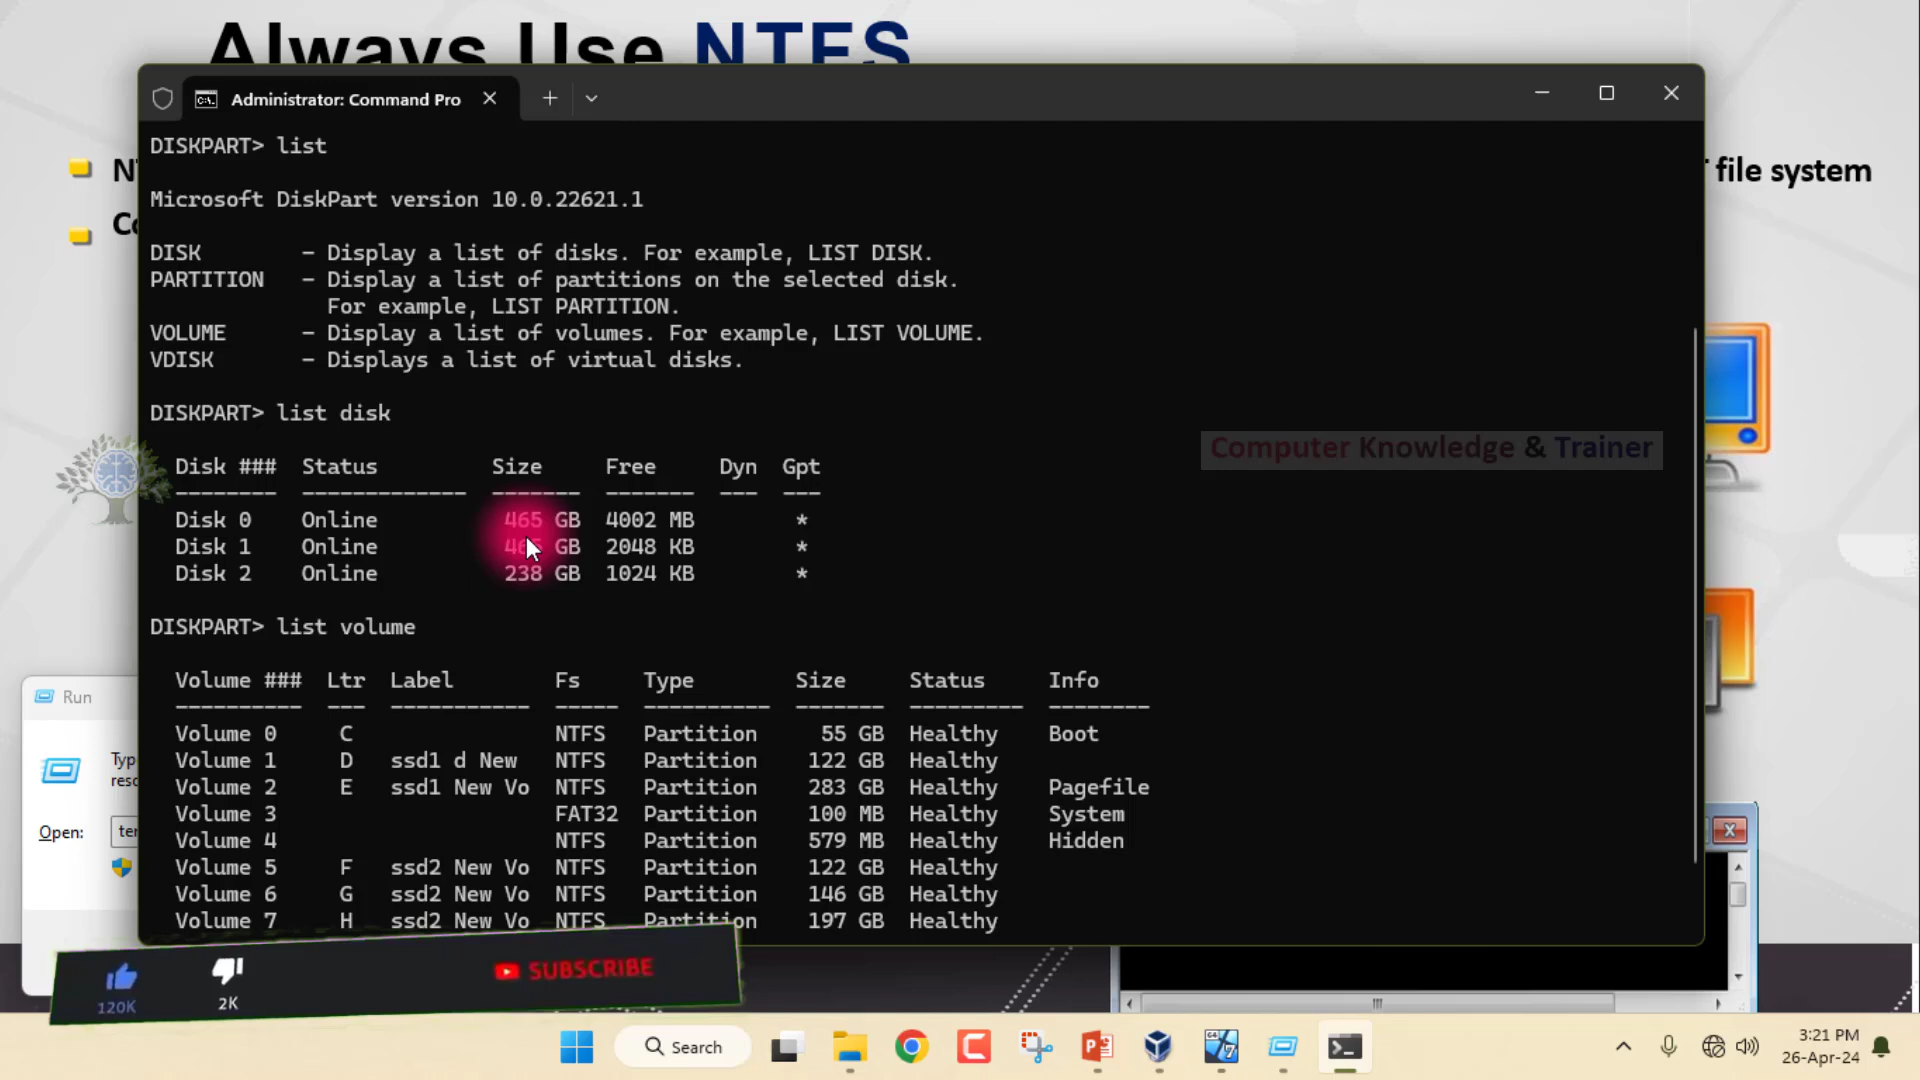 Always Use NTFS
Administrator: Command Pro
DISKPART> list
Microsoft DiskPart version 10.0.22621.1
file system
DISK - Display a list of disks. For example, LIST DISK.
PARTITION - Display a list of partitions on the selected disk.
For example, LIST PARTITION.
VOLUME - Display a list of volumes. For example, LIST VOLUME.
VDISK - Displays a list of virtual disks.
DISKPART> list disk
Computer Knowledge & Trainer
Disk ### Status Size Free Dyn Gpt
-------- ------------- ------- ------- --- ---
Disk 0 Online 465 GB 4002 MB *
Disk 1 Online 465 GB 2048 KB *
Disk 2 Online 238 GB 1024 KB *
DISKPART> list volume
Volume ### Ltr Label Fs Type Size Status Info
---------- --- ----------- ----- ---------- ------- --------- --------
Volume 0 C NTFS Partition 55 GB Healthy Boot
Volume 1 D ssd1 d New NTFS Partition 122 GB Healthy
Volume 2 E ssd1 New Vo NTFS Partition 283 GB Healthy Pagefile
Volume 3 FAT32 Partition 100 MB Healthy System
Volume 4 NTFS Partition 579 MB Healthy Hidden
Volume 5 F ssd2 New Vo NTFS Partition 122 GB Healthy
Volume 6 G ssd2 New Vo NTFS Partition 146 GB Healthy
Volume 7 H ssd2 New Vo NTFS Partition 197 GB Healthy
Run
Open:
120K
2K
SUBSCRIBE
Search
3:21 PM
26-Apr-24